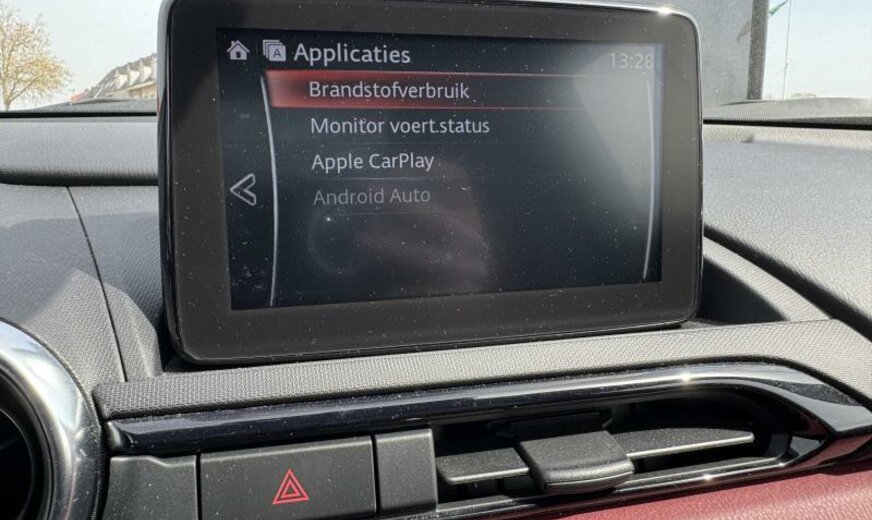 A Applicaties
13:28
Brandstofverbruik
Monitor voert.status
Apple CarPlay
Android Auto